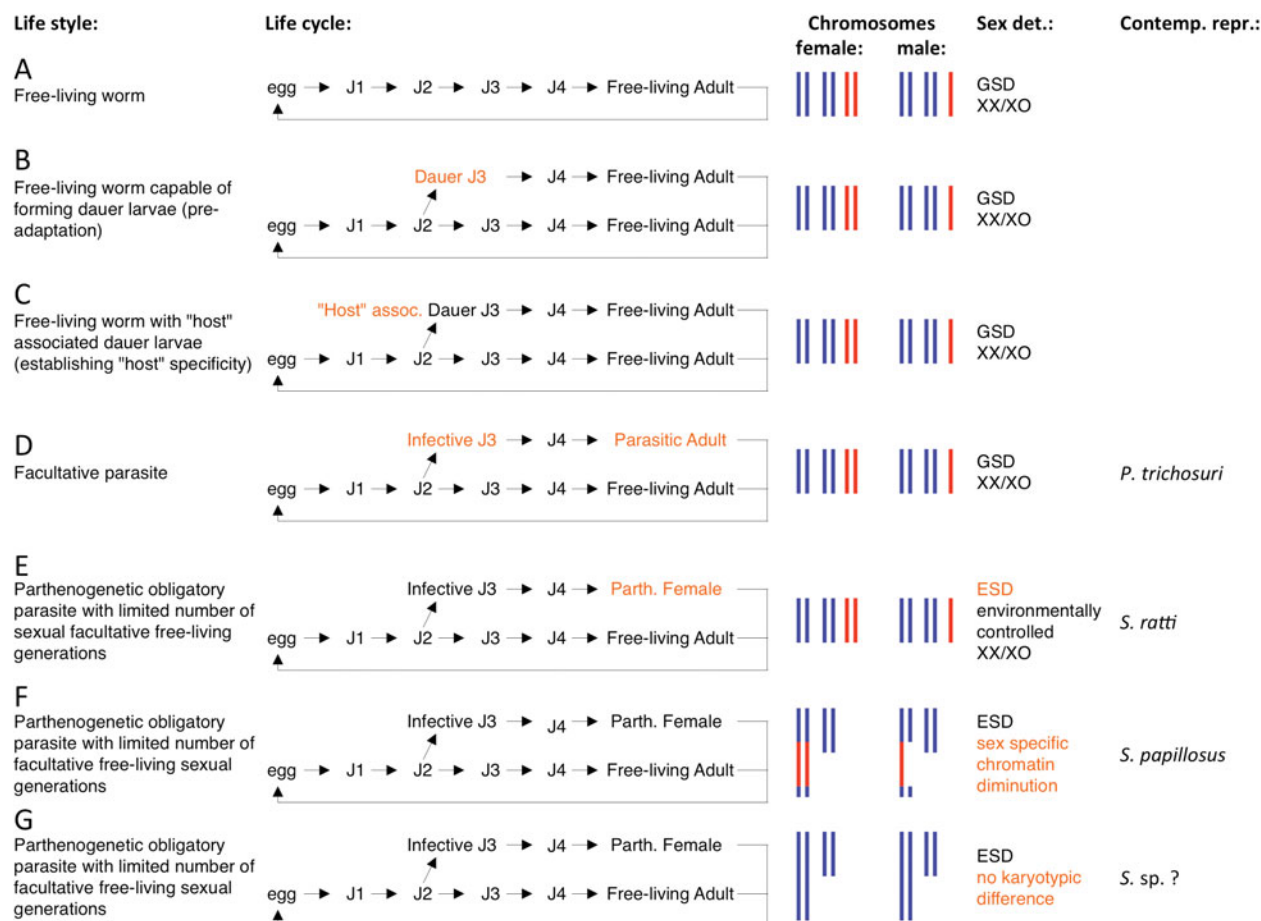 Life style: Life cycle: Chromosomes Sex det.: Contemp. repr.:
female: male:
A
Free-living worm
egg J1 J2 J3 J4 Free-living Adult
GSD
XX/XO
B
Free-living worm capable of
forming dauer larvae (pre-
adaptation)
Dauer J3 J4 Free-living Adult
egg J1 J2 J3 J4 Free-living Adult
GSD
XX/XO
C
Free-living worm with "host"
associated dauer larvae
(establishing "host" specificity)
"Host" assoc. Dauer J3 J4 Free-living Adult
egg J1 J2 J3 J4 Free-living Adult
GSD
XX/XO
D
Facultative parasite
Infective J3 J4 Parasitic Adult
egg J1 J2 J3 J4 Free-living Adult
GSD
XX/XO
P. trichosuri
E
Parthenogenetic obligatory
parasite with limited number of
sexual facultative free-living
generations
Infective J3 J4 Parth. Female
egg J1 J2 J3 J4 Free-living Adult
ESD
environmentally
controlled
XX/XO
S. ratti
F
Parthenogenetic obligatory
parasite with limited number of
facultative free-living sexual
generations
Infective J3 J4 Parth. Female
egg J1 J2 J3 J4 Free-living Adult
ESD
sex specific
chromatin
diminution
S. papillosus
G
Parthenogenetic obligatory
parasite with limited number of
facultative free-living sexual
generations
Infective J3 J4 Parth. Female
egg J1 J2 J3 J4 Free-living Adult
ESD
no karyotypic
difference
S. sp. ?